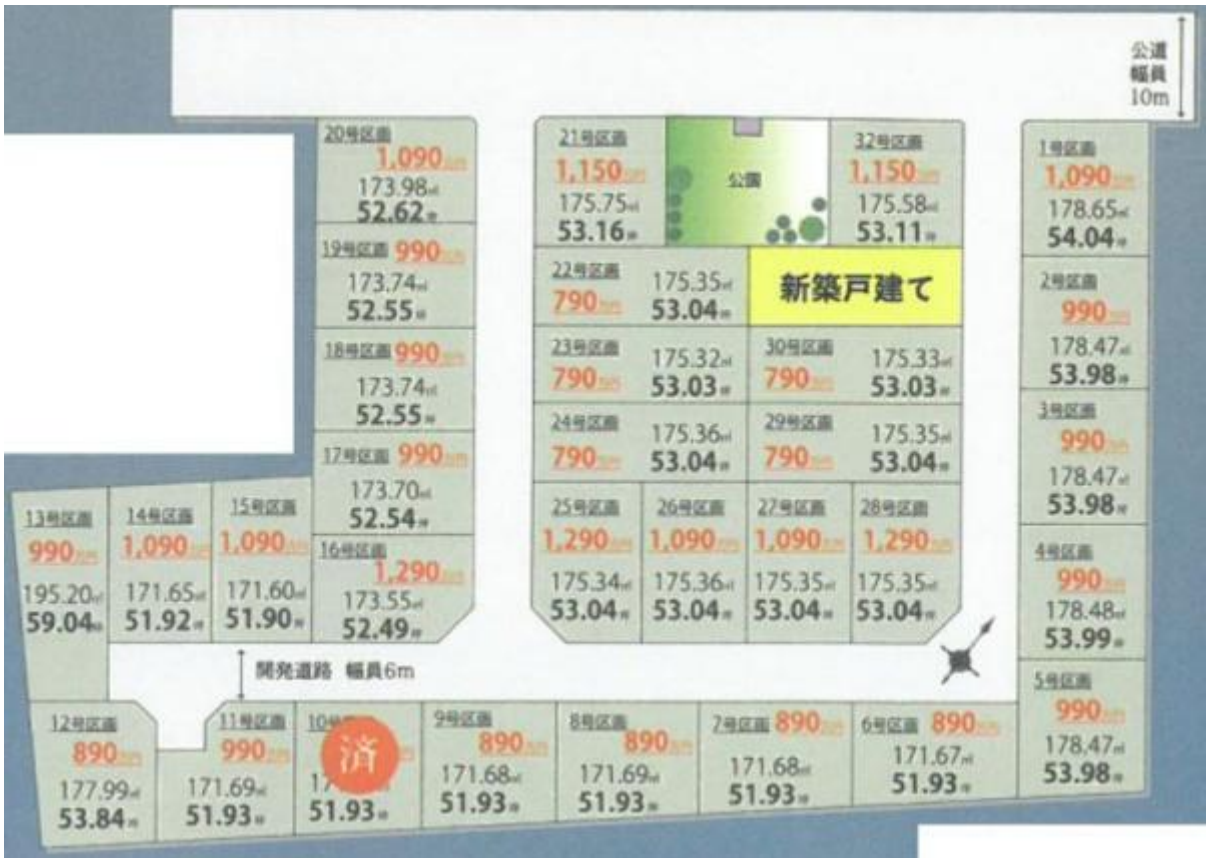 公道
幅員
10m
20号区画
1,090万円
173.98㎡
52.62坪
21号区画
1,150万円
175.75㎡
53.16坪
公園
32号区画
1,150万円
175.58㎡
53.11坪
1号区画
1,090万円
178.65㎡
54.04坪
19号区画 990万円
173.74㎡
52.55坪
22号区画
790万円
175.35㎡
53.04坪
新築戸建て
2号区画
990万円
178.47㎡
53.98坪
18号区画 990万円
173.74㎡
52.55坪
23号区画
790万円
175.32㎡
53.03坪
30号区画
790万円
175.33㎡
53.03坪
3号区画
990万円
178.47㎡
53.98坪
17号区画 990万円
173.70㎡
52.54坪
24号区画
790万円
175.36㎡
53.04坪
29号区画
790万円
175.35㎡
53.04坪
13号区画
990万円
195.20㎡
59.04坪
14号区画
1,090万円
171.65㎡
51.92坪
15号区画
1,090万円
171.60㎡
51.90坪
16号区画
1,290万円
173.55㎡
52.49坪
25号区画
1,290万円
175.34㎡
53.04坪
26号区画
1,090万円
175.36㎡
53.04坪
27号区画
1,090万円
175.35㎡
53.04坪
28号区画
1,290万円
175.35㎡
53.04坪
4号区画
990万円
178.48㎡
53.99坪
開発道路 幅員6m
5号区画
990万円
178.47㎡
53.98坪
12号区画
890万円
177.99㎡
53.84坪
11号区画
990万円
171.69㎡
51.93坪
10号
済
17
51.93坪
9号区画
890万円
171.68㎡
51.93坪
8号区画
890万円
171.69㎡
51.93坪
7号区画 890万円
171.68㎡
51.93坪
6号区画 890万円
171.67㎡
51.93坪